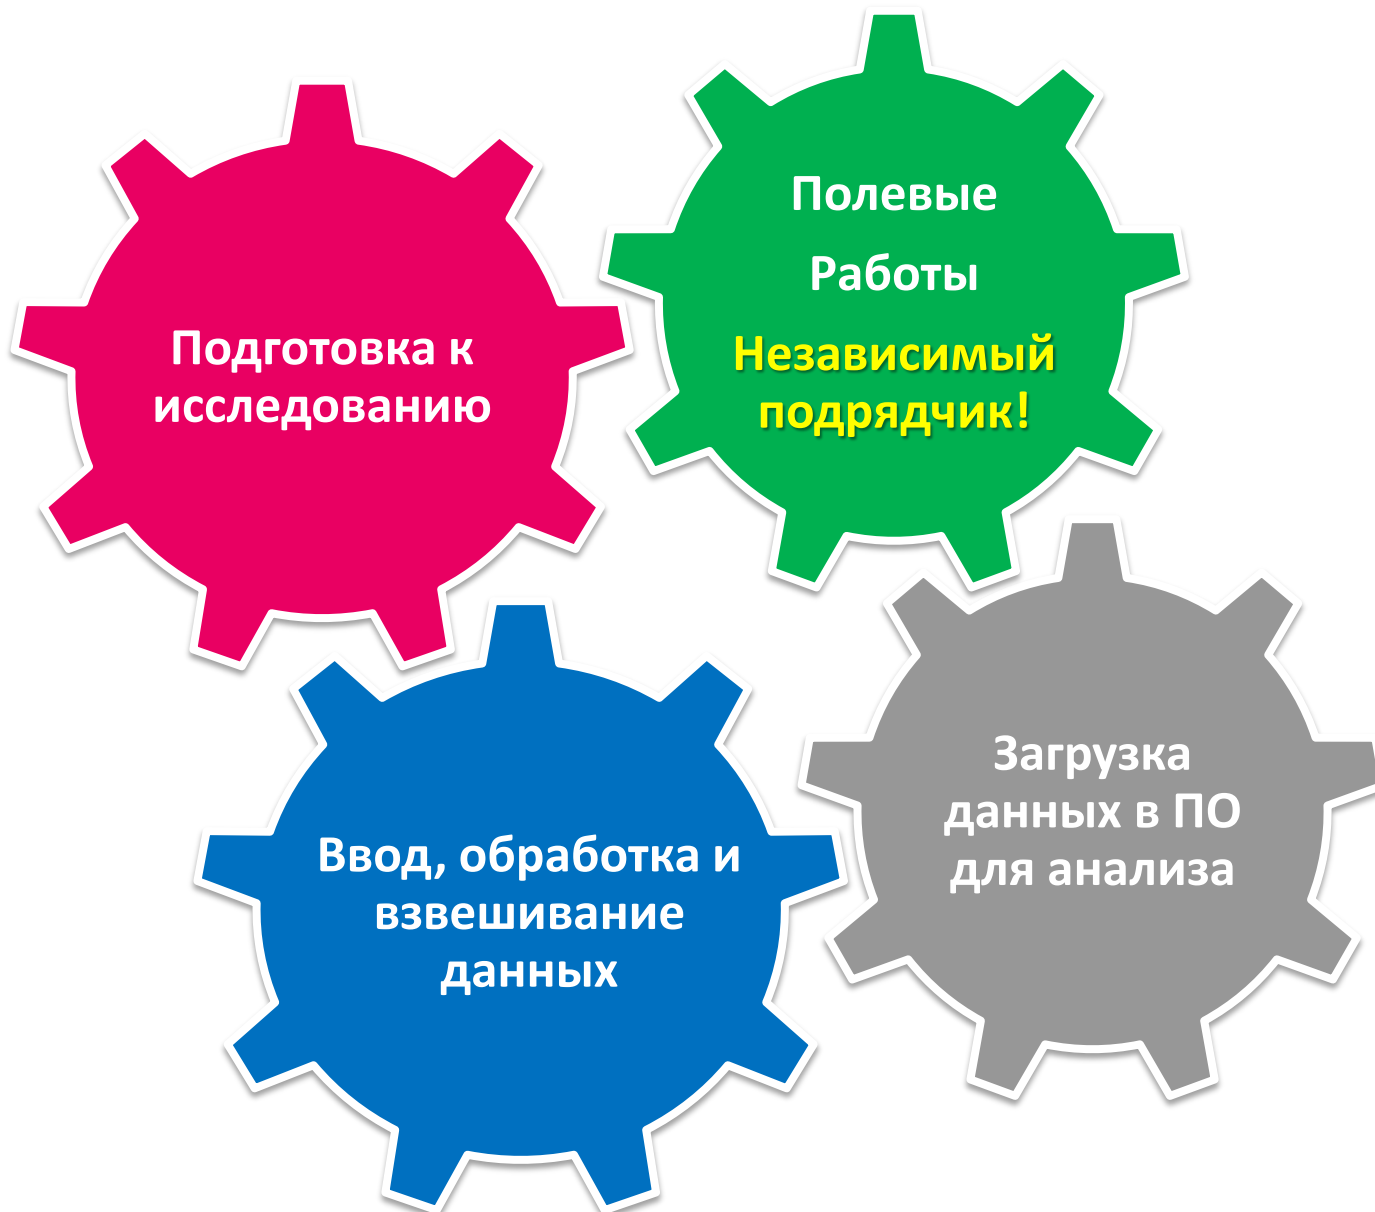 Подготовка к
исследованию
Полевые
Работы
Независимый
подрядчик!
Ввод, обработка и
взвешивание
данных
Загрузка
данных в ПО
для анализа